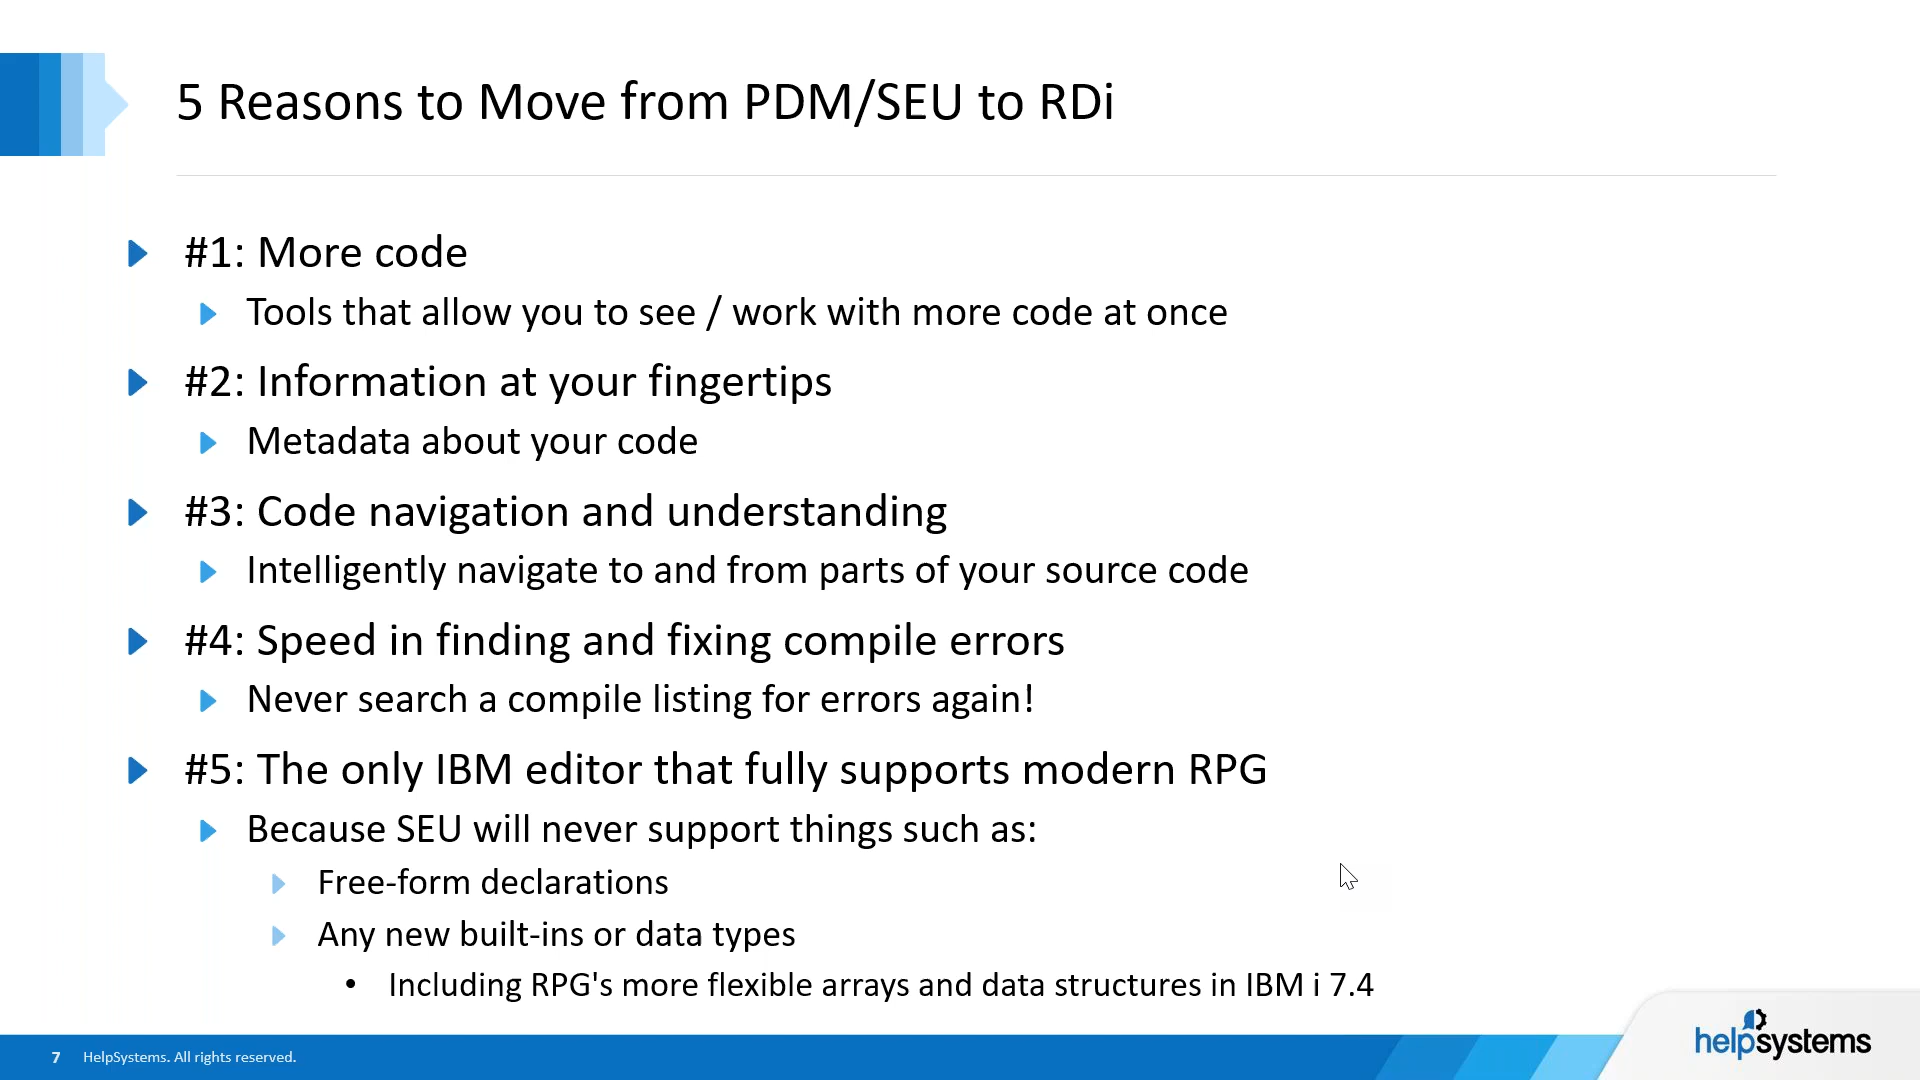 5 Reasons to Move from PDM/SEU to RDi
#1: More code
Tools that allow you to see / work with more code at once
#2: Information at your fingertips
Metadata about your code
#3: Code navigation and understanding
Intelligently navigate to and from parts of your source code
#4: Speed in finding and fixing compile errors
Never search a compile listing for errors again!
#5: The only IBM editor that fully supports modern RPG
Because SEU will never support things such as:
Free-form declarations
Any new built-ins or data types
• Including RPG's more flexible arrays and data structures in IBM i 7.4
7 HelpSystems. All rights reserved.
helpsystems